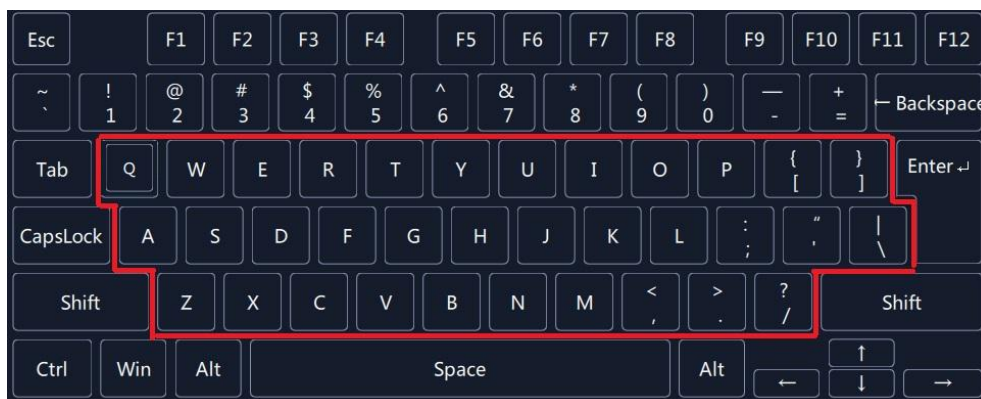 Esc F1 F2 F3 F4 F5 F6 F7 F8 F9 F10 F11 F12
~ ! @ # $ % ^ & * ( ) — +
` 1 2 3 4 5 6 7 8 9 0 - = ← Backspace
Tab Q W E R T Y U I O P { } Enter ↵
[ ]
CapsLock A S D F G H J K L : " |
; ' \
Shift Z X C V B N M < > ? Shift
, . /
Ctrl Win Alt Space Alt ← ↑ ↓ →